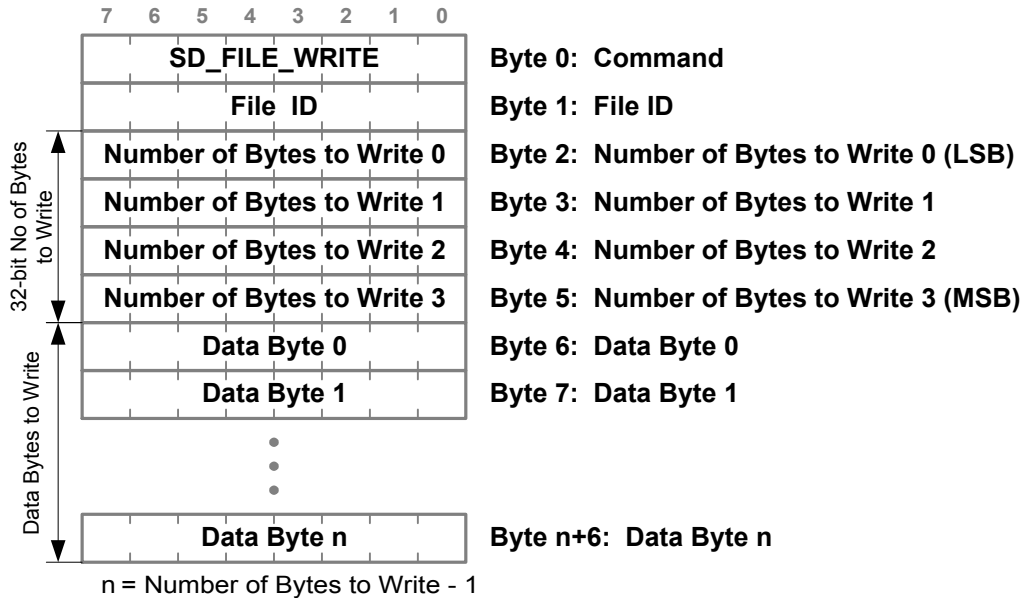 7 6 5 4 3 2 1 0
SD_FILE_WRITE Byte 0: Command
File ID Byte 1: File ID
32-bit No of Bytes
to Write
Number of Bytes to Write 0 Byte 2: Number of Bytes to Write 0 (LSB)
Number of Bytes to Write 1 Byte 3: Number of Bytes to Write 1
Number of Bytes to Write 2 Byte 4: Number of Bytes to Write 2
Number of Bytes to Write 3 Byte 5: Number of Bytes to Write 3 (MSB)
Data Bytes to Write
Data Byte 0 Byte 6: Data Byte 0
Data Byte 1 Byte 7: Data Byte 1
Data Byte n Byte n+6: Data Byte n
n = Number of Bytes to Write - 1